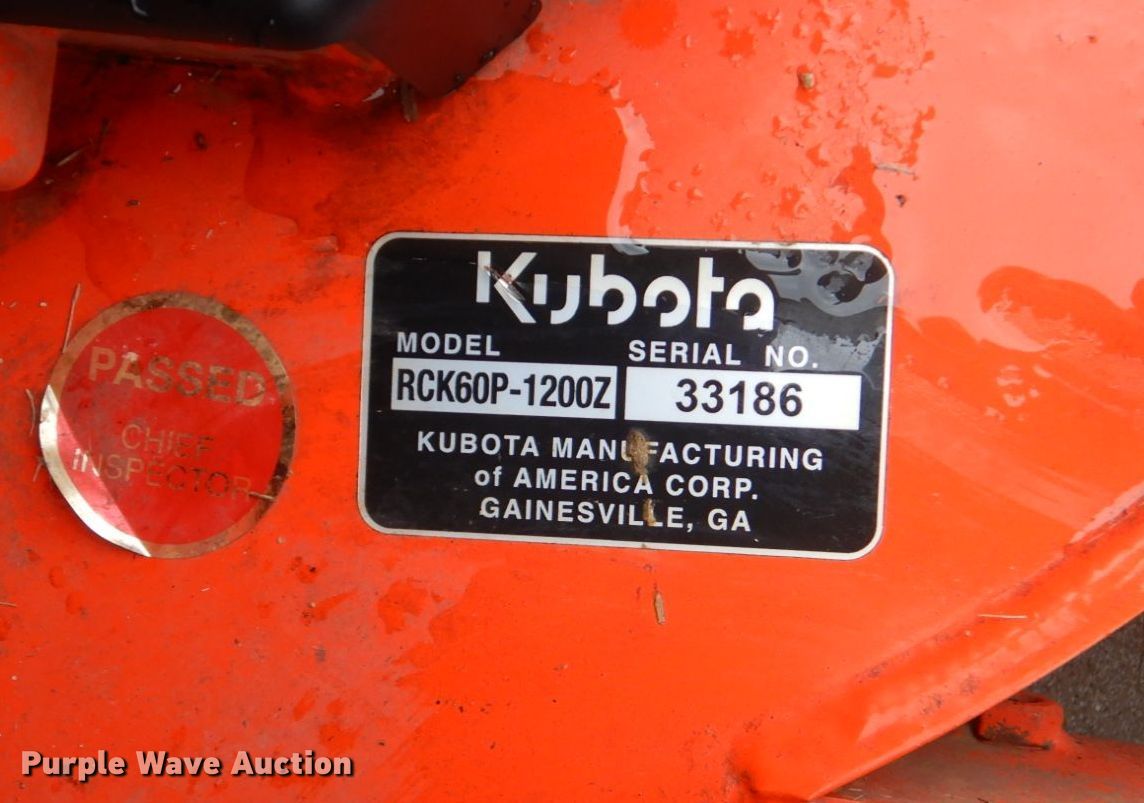 Kubota
MODEL SERIAL NO.
RCK60P-1200Z 33186
KUBOTA MANUFACTURING
of AMERICA CORP.
GAINESVILLE, GA
PASSED
CHIEF
INSPECTOR
Purple Wave Auction